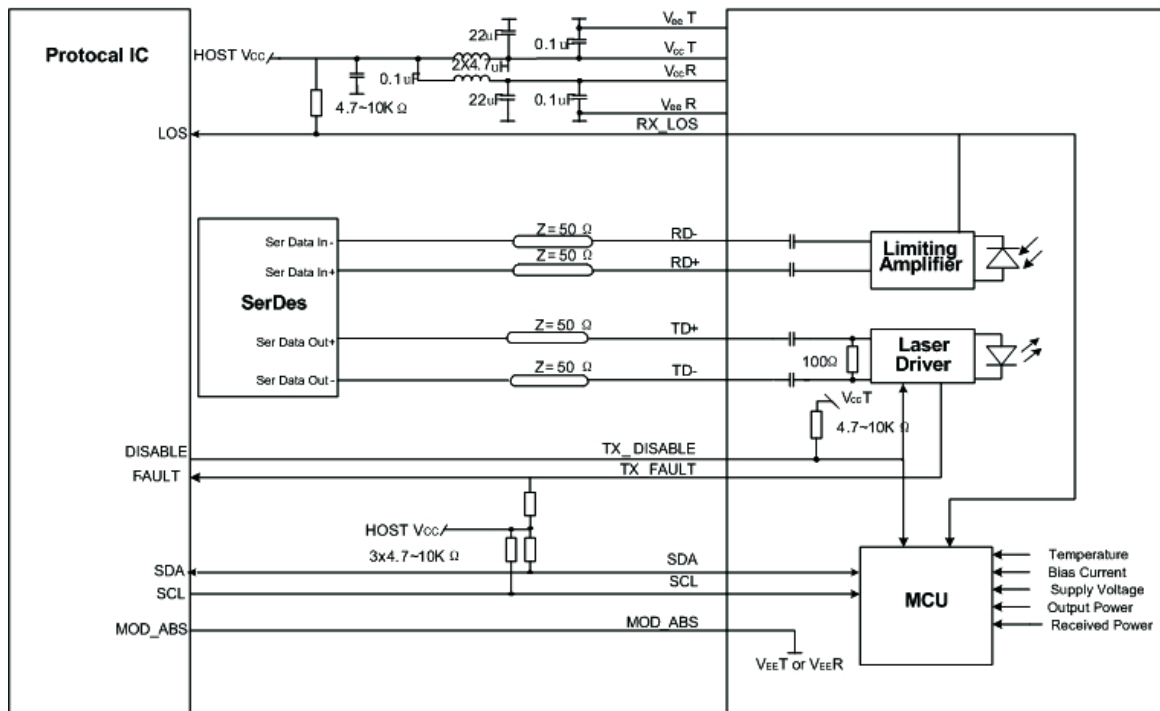 Protocal IC
HOST Vcc
22uF
0.1uF
2X4.7uH
0.1uF
22uF
0.1uF
4.7~10K Ω
Vee T
Vcc T
Vcc R
Vee R
LOS
RX_LOS
Ser Data In-
Z= 50 Ω
RD-
Ser Data In+
Z= 50 Ω
RD+
Limiting
Amplifier
SerDes
Ser Data Out+
Z= 50 Ω
TD+
100Ω
Laser
Driver
Ser Data Out-
Z= 50 Ω
TD-
VccT
4.7~10K Ω
DISABLE
TX_DISABLE
FAULT
TX_FAULT
HOST Vcc
3x4.7~10K Ω
SDA
SDA
SCL
SCL
MOD_ABS
MOD_ABS
VEET or VEER
MCU
Temperature
Bias Current
Supply Voltage
Output Power
Received Power